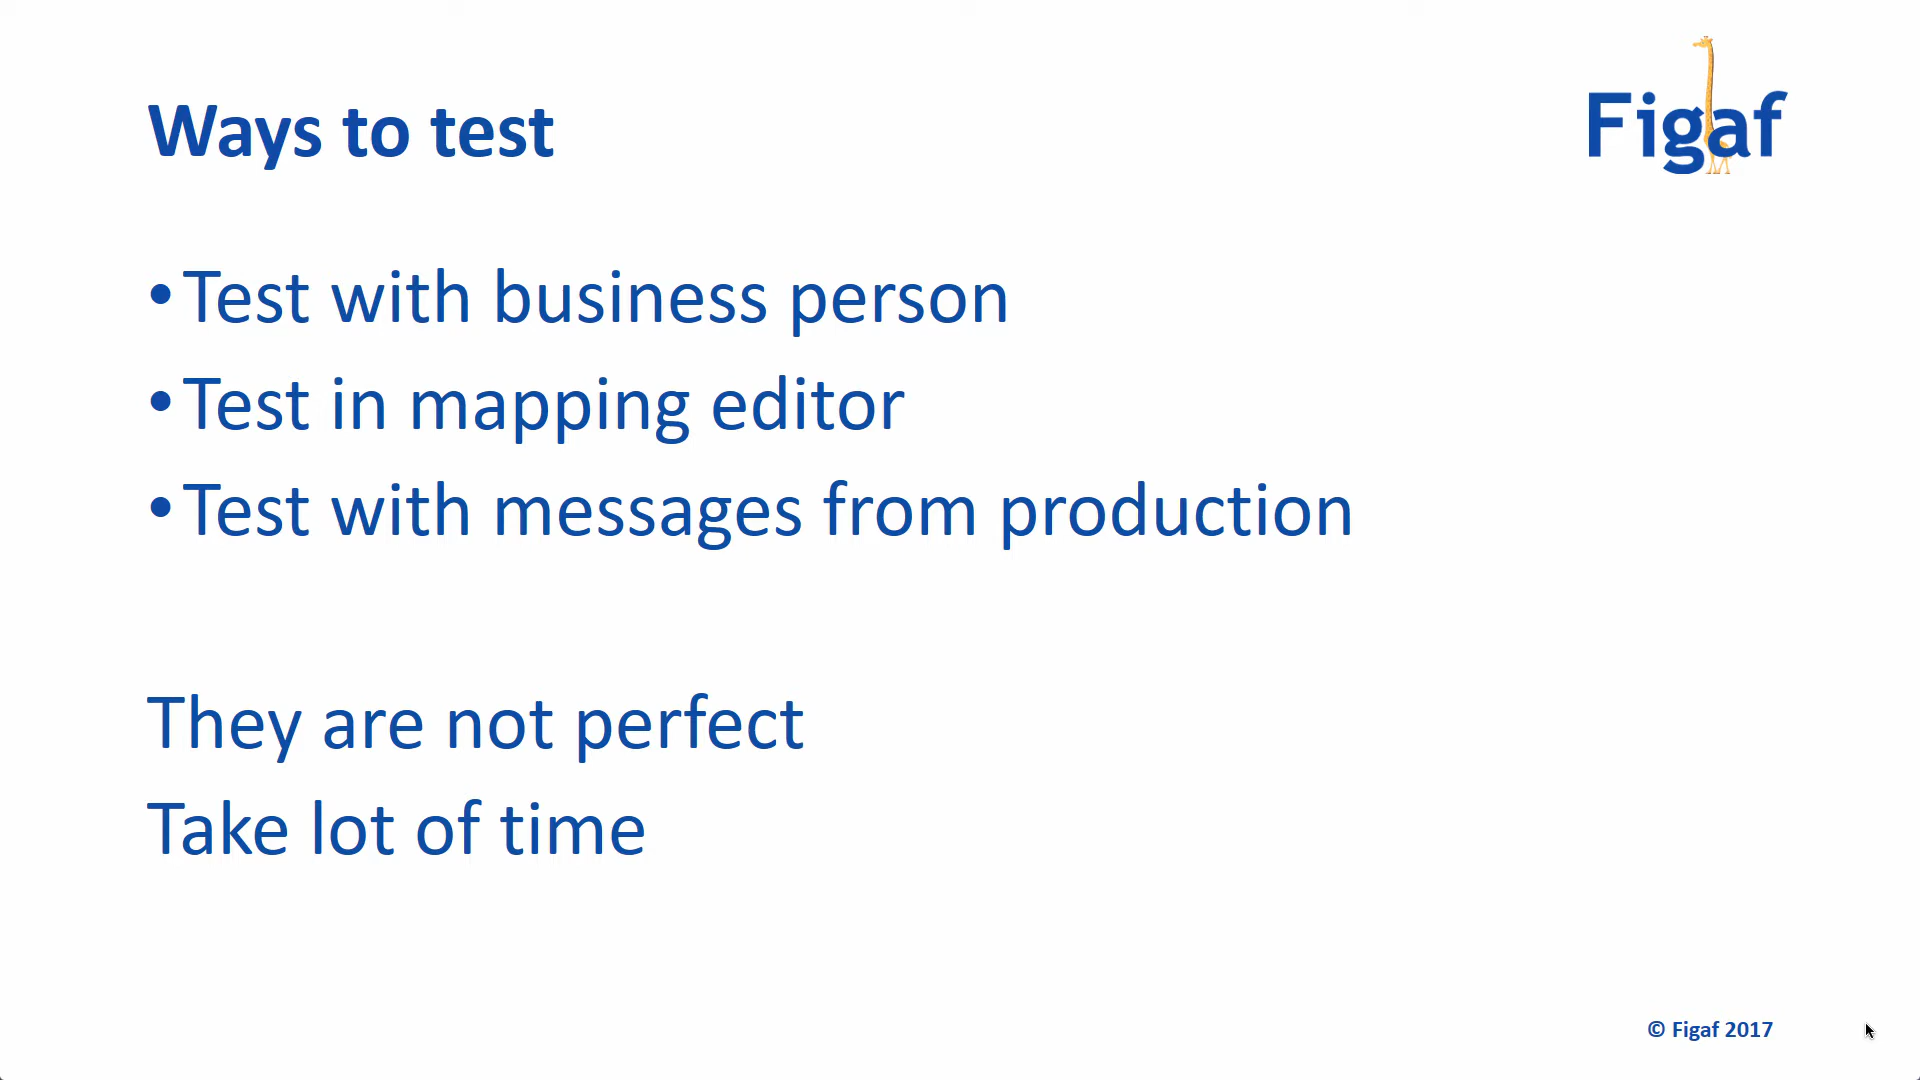 Ways to test
Figaf
• Test with business person
• Test in mapping editor
• Test with messages from production
They are not perfect
Take lot of time
© Figaf 2017